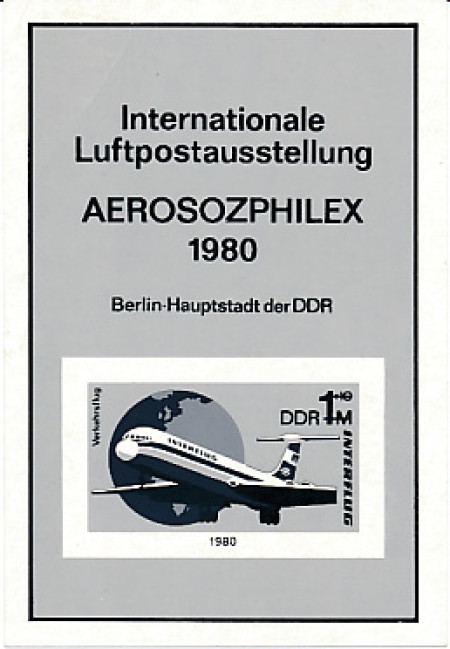 Internationale
Luftpostausstellung
AEROSOZPHILEX
1980
Berlin-Hauptstadt der DDR
Verkehrsflug
DDR 1+10 M
INTERFLUG
INTERFLUG
1980